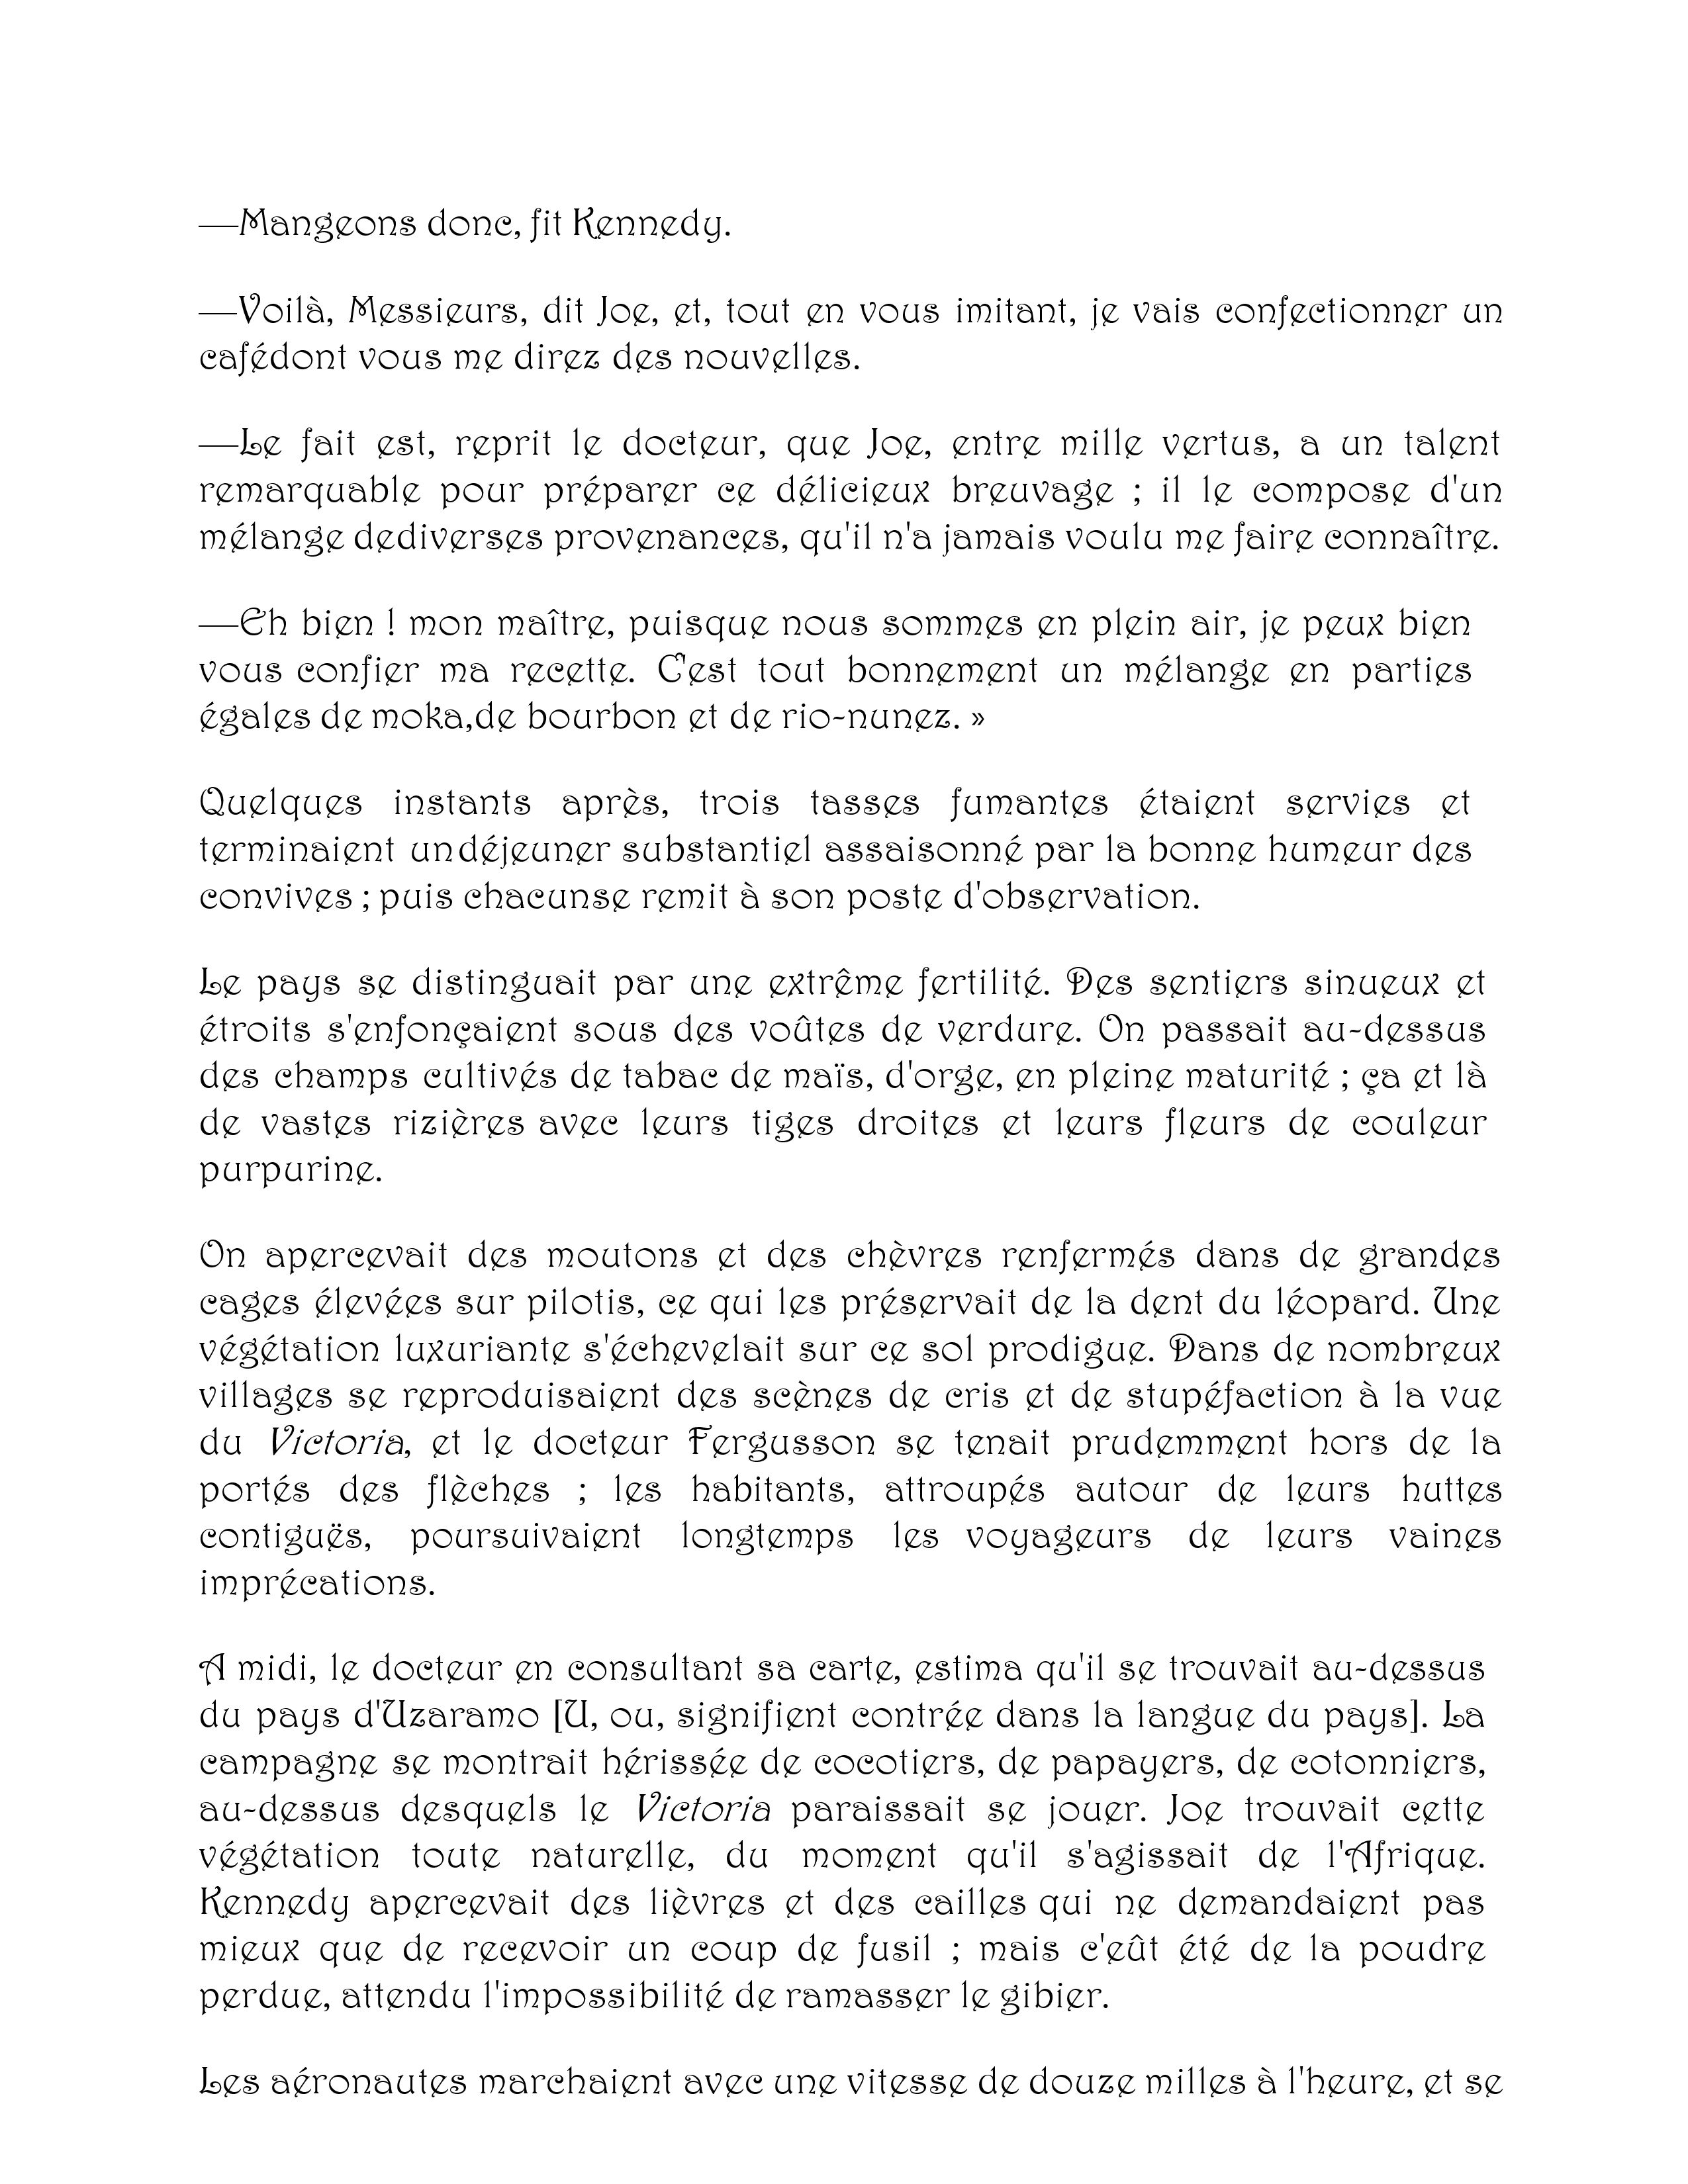 —Mangeons donc, fit Kennedy.
—Voilà, Messieurs, dit Joe, et, tout en vous imitant, je vais confectionner un
cafédont vous me direz des nouvelles.
—Le fait est, reprit le docteur, que Joe, entre mille vertus, a un talent
remarquable pour préparer ce délicieux breuvage ; il le compose d'un
mélange dediverses provenances, qu'il n'a jamais voulu me faire connaître.
—Eh bien ! mon maître, puisque nous sommes en plein air, je peux bien
vous confier ma recette. C'est tout bonnement un mélange en parties
égales de moka,de bourbon et de rio-nunez. »
Quelques instants après, trois tasses fumantes étaient servies et
terminaient undéjeuner substantiel assaisonné par la bonne humeur des
convives ; puis chacunse remit à son poste d'observation.
Le pays se distinguait par une extrême fertilité. Des sentiers sinueux et
étroits s'enfonçaient sous des voûtes de verdure. On passait au-dessus
des champs cultivés de tabac de maïs, d'orge, en pleine maturité ; ça et là
de vastes rizières avec leurs tiges droites et leurs fleurs de couleur
purpurine.
On apercevait des moutons et des chèvres renfermés dans de grandes
cages élevées sur pilotis, ce qui les préservait de la dent du léopard. Une
végétation luxuriante s'échevelait sur ce sol prodigue. Dans de nombreux
villages se reproduisaient des scènes de cris et de stupéfaction à la vue
du Victoria, et le docteur Fergusson se tenait prudemment hors de la
portés des flèches ; les habitants, attroupés autour de leurs huttes
contiguës, poursuivaient longtemps les voyageurs de leurs vaines
imprécations.
A midi, le docteur en consultant sa carte, estima qu'il se trouvait au-dessus
du pays d'Uzaramo [U, ou, signifient contrée dans la langue du pays]. La
campagne se montrait hérissée de cocotiers, de papayers, de cotonniers,
au-dessus desquels le Victoria paraissait se jouer. Joe trouvait cette
végétation toute naturelle, du moment qu'il s'agissait de l'Afrique.
Kennedy apercevait des lièvres et des cailles qui ne demandaient pas
mieux que de recevoir un coup de fusil ; mais c'eût été de la poudre
perdue, attendu l'impossibilité de ramasser le gibier.
Les aéronautes marchaient avec une vitesse de douze milles à l'heure, et se